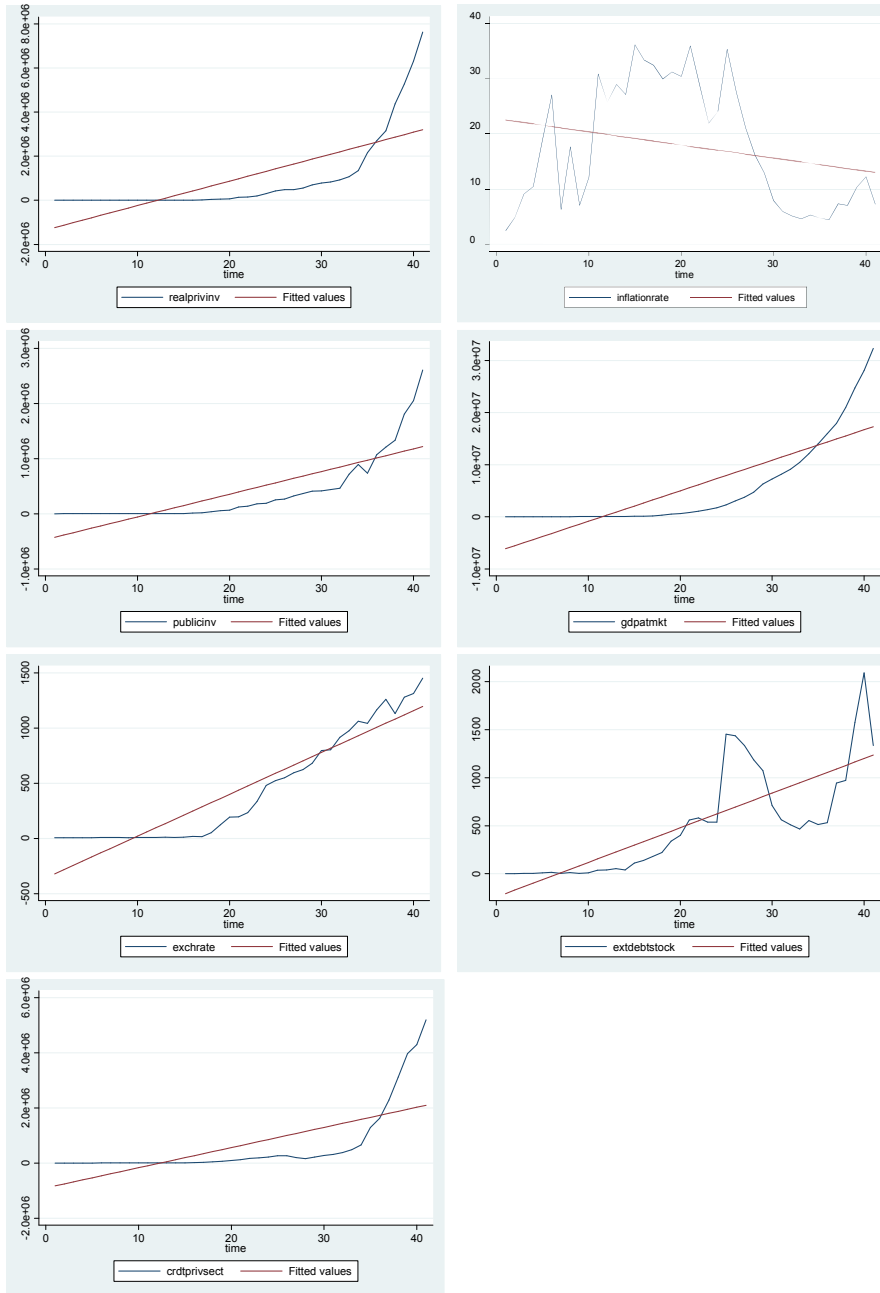 -2.0e+06 0 2.0e+06 4.0e+06 6.0e+06 8.0e+06
0 10 20 30 40
time
realprivinv Fitted values
0 10 20 30 40
0 10 20 30 40
time
inflationrate Fitted values
-1.0e+06 0 1.0e+06 2.0e+06 3.0e+06
0 10 20 30 40
time
publicinv Fitted values
-1.0e+07 0 1.0e+07 2.0e+07 3.0e+07
0 10 20 30 40
time
gdpatmkt Fitted values
-500 0 500 1000 1500
0 10 20 30 40
time
exchrate Fitted values
0 500 1000 1500 2000
0 10 20 30 40
time
extdebtstock Fitted values
-2.0e+06 0 2.0e+06 4.0e+06 6.0e+06
0 10 20 30 40
time
crdtprivsect Fitted values